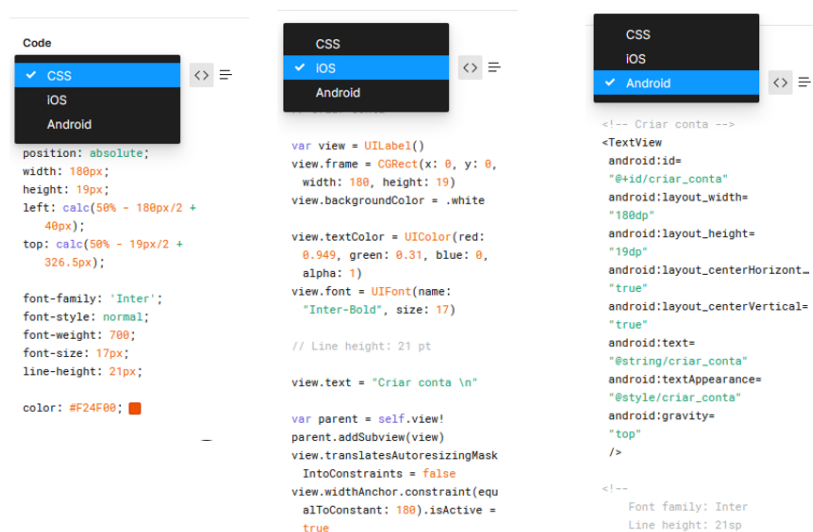 Code
CSS
iOS
Android
position: absolute;
width: 180px;
height: 19px;
left: calc(50% - 180px/2 +
40px);
top: calc(50% - 19px/2 +
326.5px);
font-family: 'Inter';
font-style: normal;
font-weight: 700;
font-size: 17px;
line-height: 21px;
color: #F24F00;
CSS
iOS
Android
var view = UILabel()
view.frame = CGRect(x: 0, y: 0,
width: 180, height: 19)
view.backgroundColor = .white
view.textColor = UIColor(red:
0.949, green: 0.31, blue: 0,
alpha: 1)
view.font = UIFont(name:
"Inter-Bold", size: 17)
// Line height: 21 pt
view.text = "Criar conta \n"
var parent = self.view!
parent.addSubview(view)
view.translatesAutoresizingMask
IntoConstraints = false
view.widthAnchor.constraint(equ
alToConstant: 180).isActive =
true
CSS
iOS
Android
<!-- Criar conta -->
<TextView
android:id=
"@+id/criar_conta"
android:layout_width=
"180dp"
android:layout_height=
"19dp"
android:layout_centerHorizont…
"true"
android:layout_centerVertical=
"true"
android:text=
"@string/criar_conta"
android:textAppearance=
"@style/criar_conta"
android:gravity=
"top"
/>
<!--
Font family: Inter
Line height: 21sp